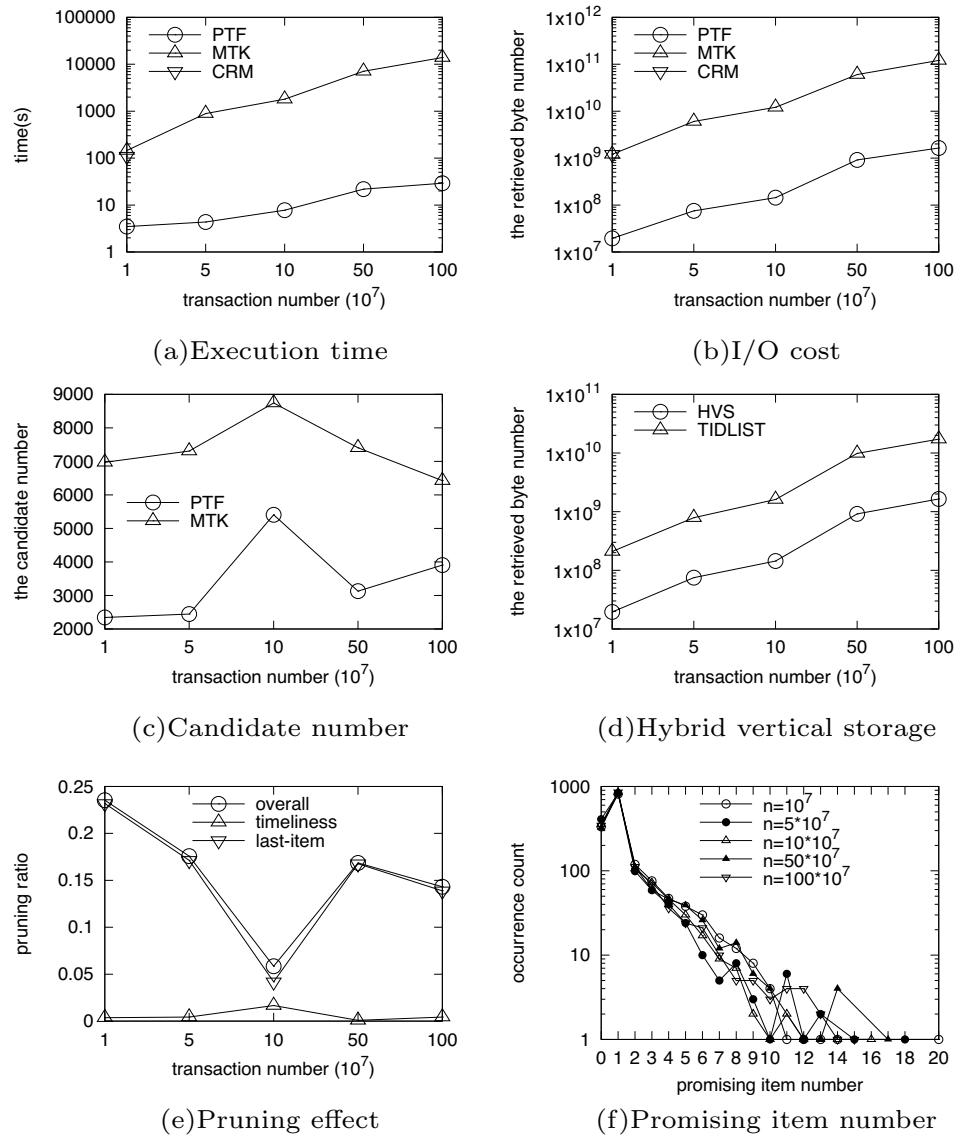 100000
10000
1000
100
10
1
time(s)
PTF
MTK
CRM
1 5 10 50 100
transaction number (10^7)
(a)Execution time
1x10^12
1x10^11
1x10^10
1x10^9
1x10^8
1x10^7
the retrieved byte number
PTF
MTK
CRM
1 5 10 50 100
transaction number (10^7)
(b)I/O cost
9000
8000
7000
6000
5000
4000
3000
2000
the candidate number
PTF
MTK
1 5 10 50 100
transaction number (10^7)
(c)Candidate number
1x10^11
1x10^10
1x10^9
1x10^8
1x10^7
the retrieved byte number
HVS
TIDLIST
1 5 10 50 100
transaction number (10^7)
(d)Hybrid vertical storage
0.25
0.2
0.15
0.1
0.05
0
pruning ratio
overall
timeliness
last-item
1 5 10 50 100
transaction number (10^7)
(e)Pruning effect
1000
100
10
1
occurrence count
n=10^7
n=5*10^7
n=10*10^7
n=50*10^7
n=100*10^7
0 1 2 3 4 5 6 7 8 9 10 12 14 16 18 20
promising item number
(f)Promising item number